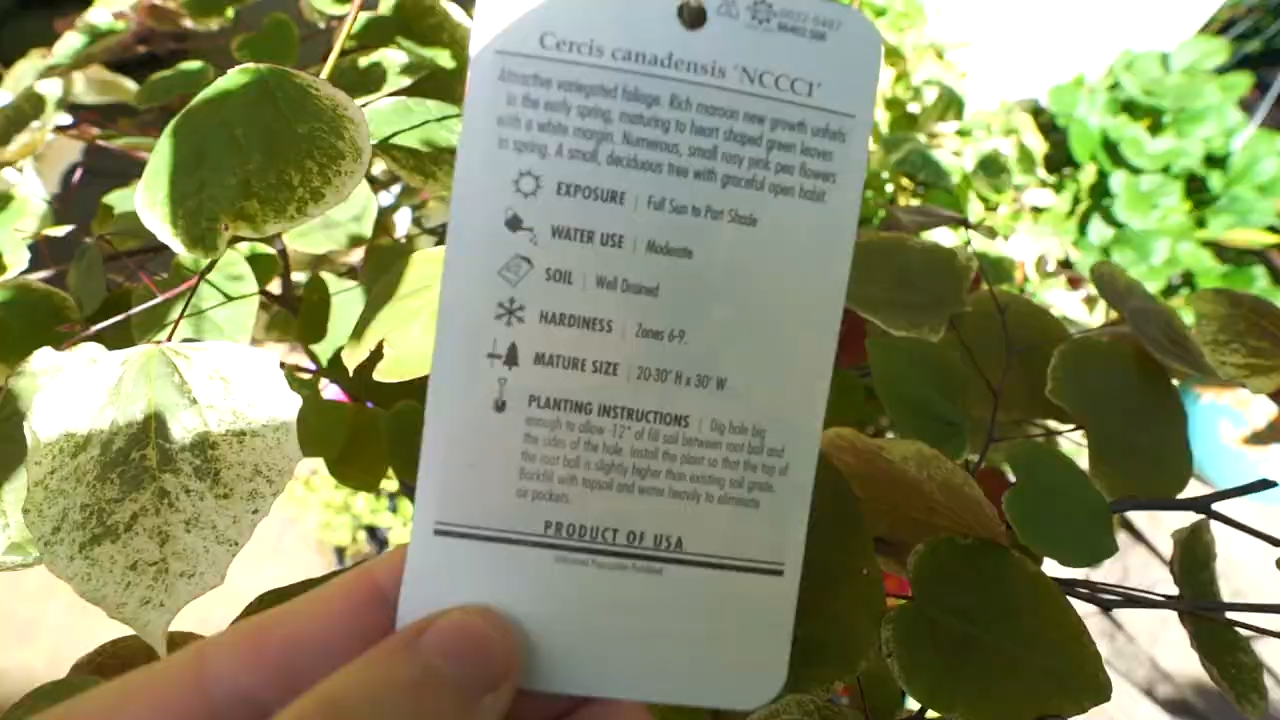 Cercis canadensis 'NCCC1'
Attractive variegated foliage. Rich maroon new growth unfurls
in the early spring, maturing to heart shaped green leaves
with a white margin. Numerous, small rosy pink pea flowers
in spring. A small, deciduous tree with graceful open habit.
EXPOSURE | Full Sun to Part Shade
WATER USE | Moderate
SOIL | Well Drained
HARDINESS | Zones 6-9.
MATURE SIZE | 20-30' H x 30' W
PLANTING INSTRUCTIONS | Dig hole big
enough to allow -12" of fill soil between root ball and
the sides of the hole. Install the plant so that the top of
the root ball is slightly higher than existing soil grade.
Backfill with topsoil and water heavily to eliminate
air pockets.
PRODUCT OF USA